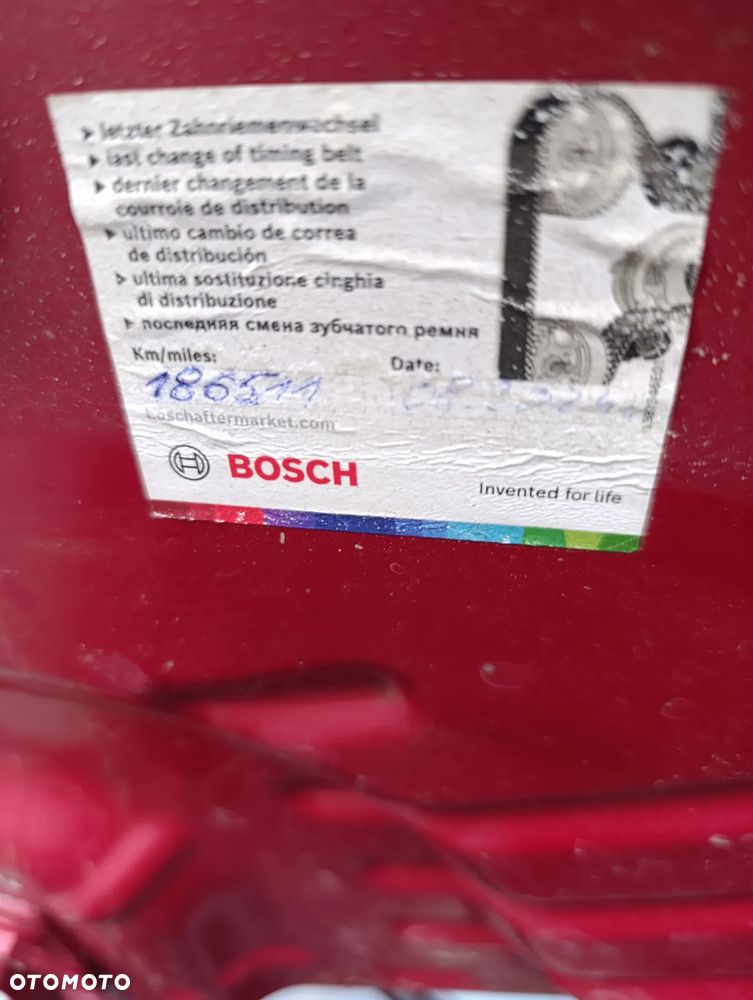 ▸ letzter Zahnriemenwechsel
▸ last change of timing belt
▸ dernier changement de la
courroie de distribution
▸ ultimo cambio de correa
de distribución
▸ ultima sostituzione cinghia
di distribuzione
▸ последняя смена зубчатого ремня
Km/miles:
Date:
186511
boschaftermarket.com
BOSCH
Invented for life
OTOMOTO